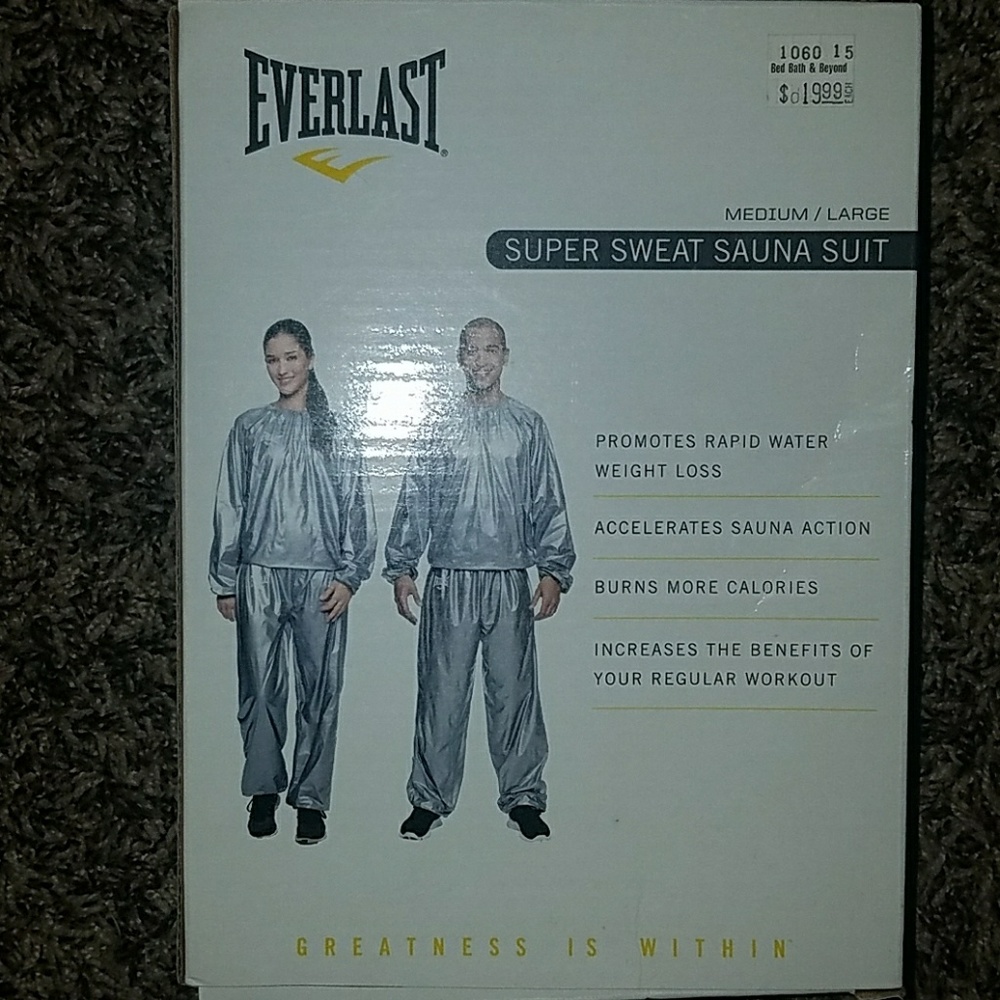 EVERLAST®
1060 15
Bed Bath & Beyond
$ 19.99 EACH
MEDIUM / LARGE
SUPER SWEAT SAUNA SUIT
PROMOTES RAPID WATER
WEIGHT LOSS
ACCELERATES SAUNA ACTION
BURNS MORE CALORIES
INCREASES THE BENEFITS OF
YOUR REGULAR WORKOUT
GREATNESS IS WITHIN